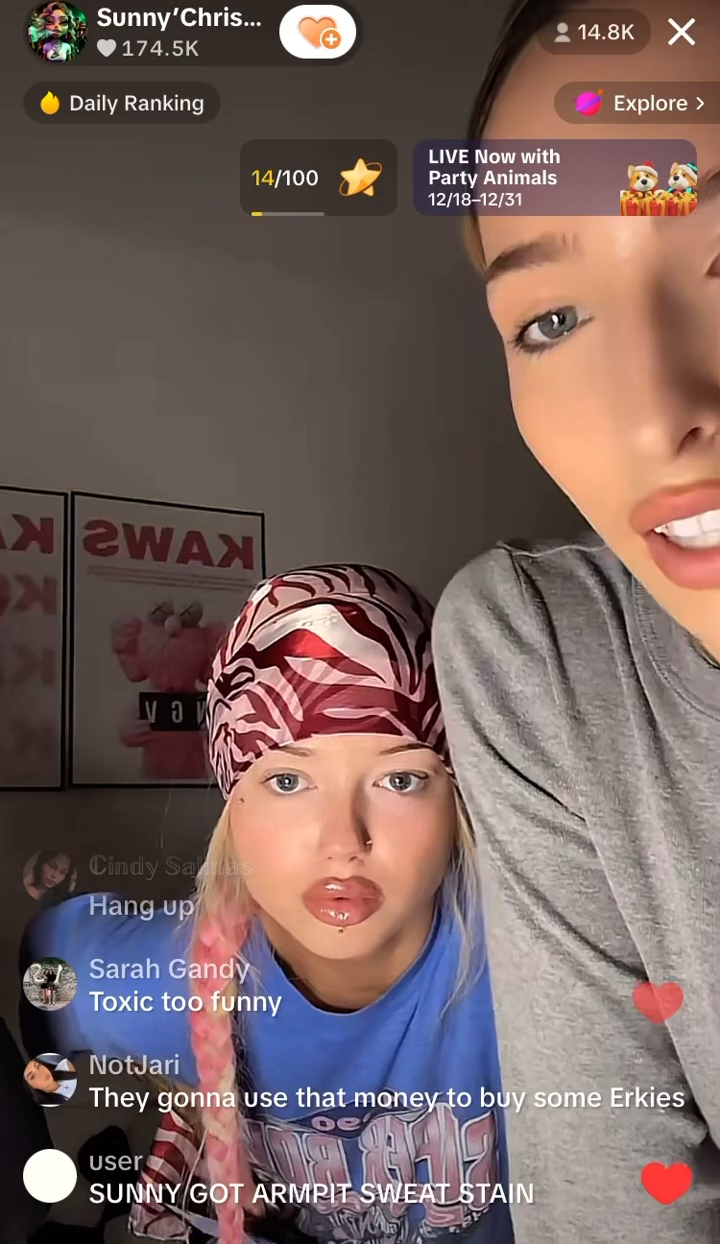 Sunny’Chris...
174.5K
14.8K
Daily Ranking
Explore >
14/100
LIVE Now with
Party Animals
12/18–12/31
KAWS
Cindy Salinas
Hang up
Sarah Gandy
Toxic too funny
NotJari
They gonna use that money to buy some Erkies
user
SUNNY GOT ARMPIT SWEAT STAIN